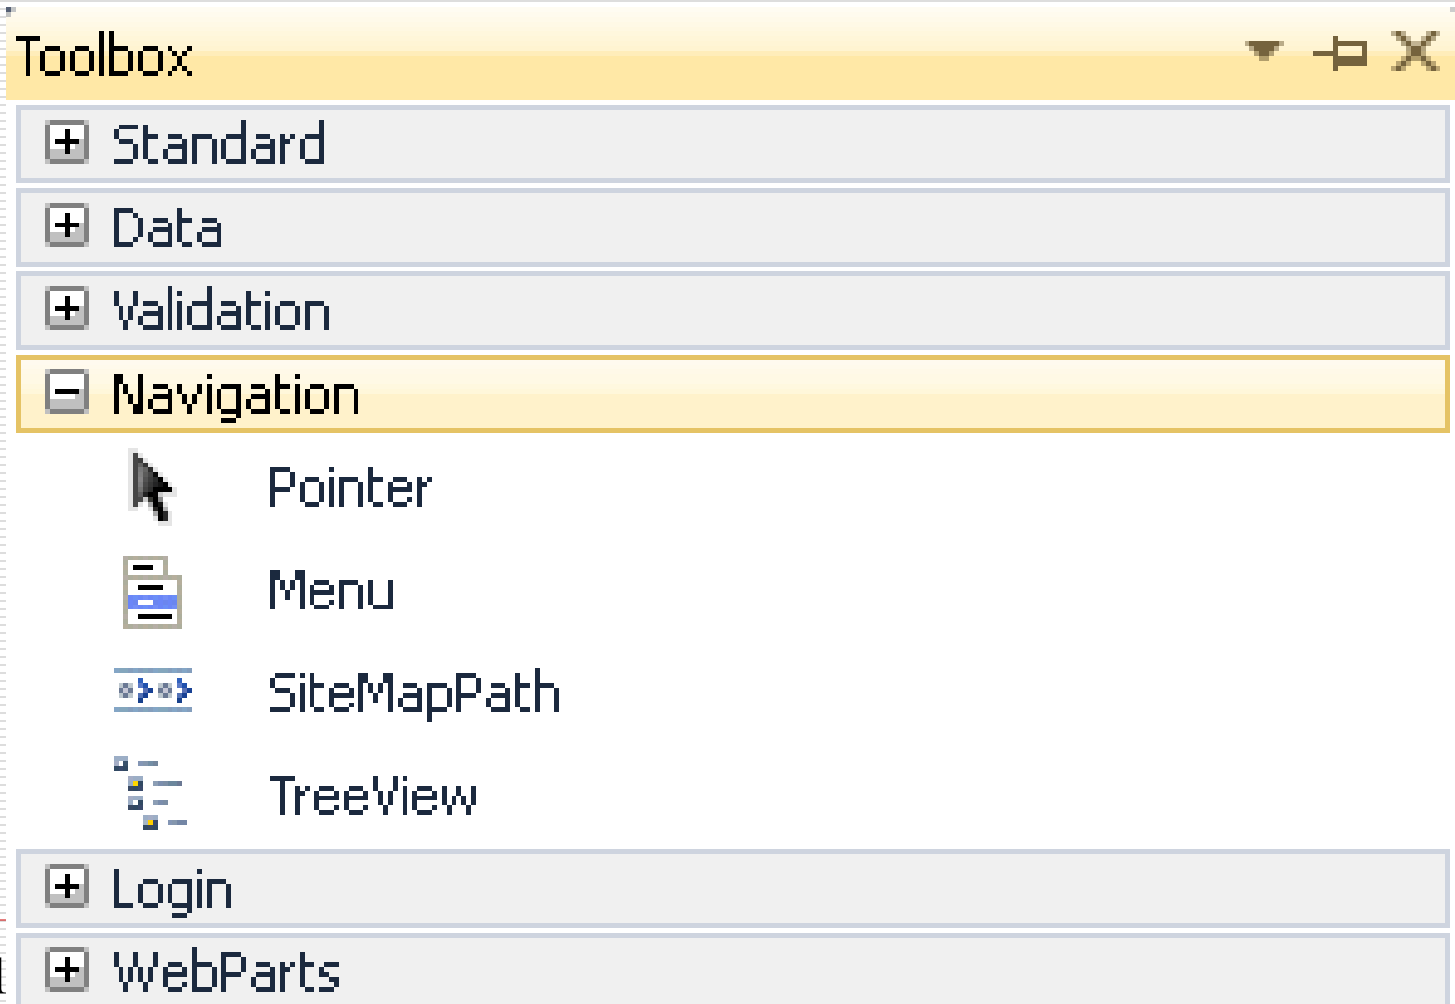 Toolbox
Standard
Data
Validation
Navigation
Pointer
Menu
SiteMapPath
TreeView
Login
WebParts